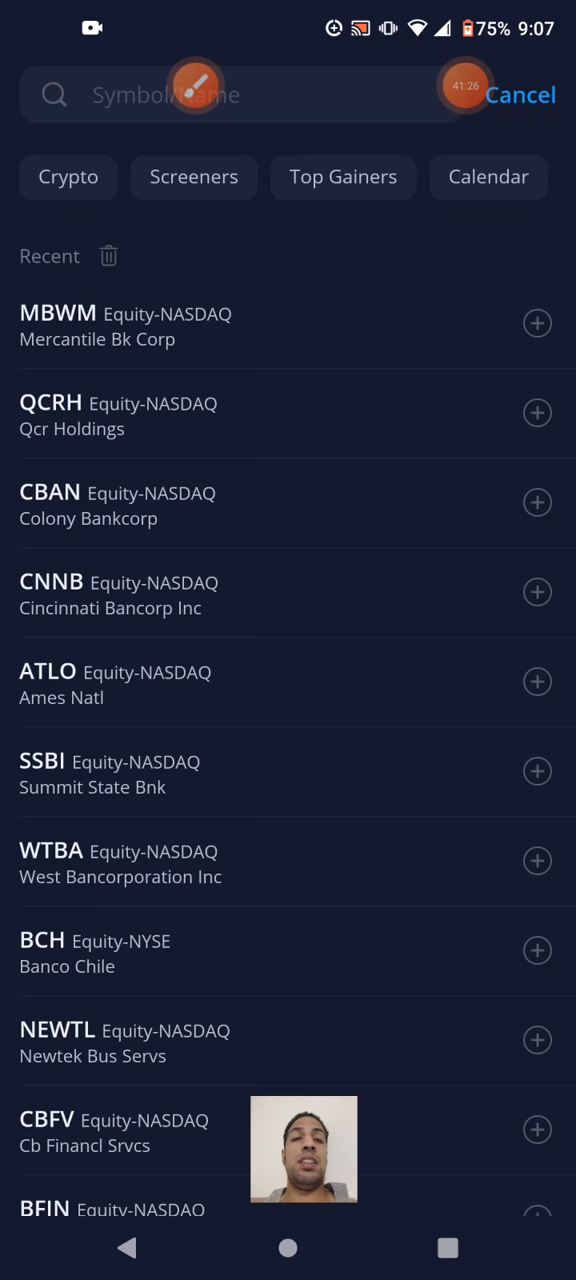 75% 9:07
Symbol/Name
41:26
Cancel
Crypto Screeners Top Gainers Calendar
Recent
MBWM Equity-NASDAQ
Mercantile Bk Corp
QCRH Equity-NASDAQ
Qcr Holdings
CBAN Equity-NASDAQ
Colony Bankcorp
CNNB Equity-NASDAQ
Cincinnati Bancorp Inc
ATLO Equity-NASDAQ
Ames Natl
SSBI Equity-NASDAQ
Summit State Bnk
WTBA Equity-NASDAQ
West Bancorporation Inc
BCH Equity-NYSE
Banco Chile
NEWTL Equity-NASDAQ
Newtek Bus Servs
CBFV Equity-NASDAQ
Cb Financl Srvcs
BFIN Equity-NASDAQ